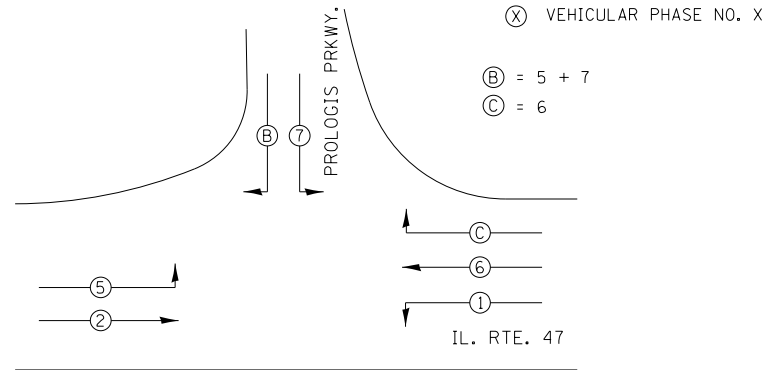 Ⓧ VEHICULAR PHASE NO. X
Ⓑ = 5 + 7
Ⓒ = 6
PROLOGIS PRKWY.
B
7
C
6
1
5
2
IL. RTE. 47